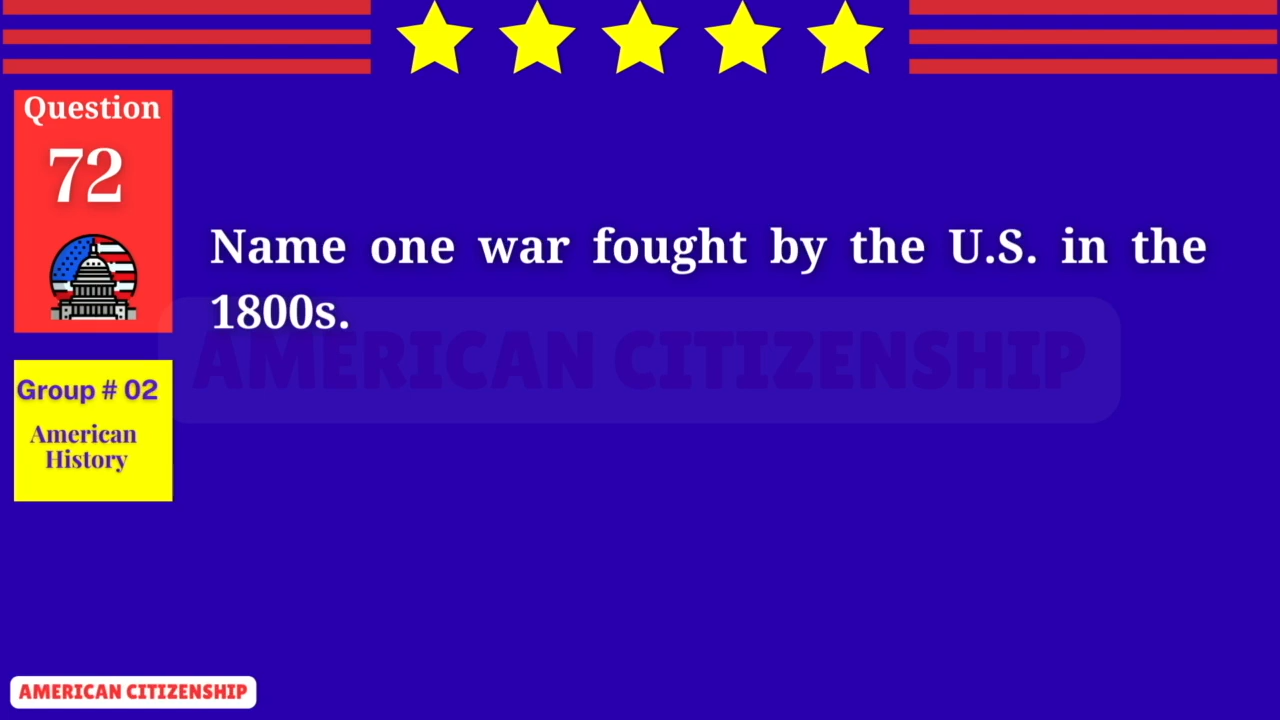 Question
72
Name one war fought by the U.S. in the
1800s.
AMERICAN CITIZENSHIP
Group # 02
American
History
AMERICAN CITIZENSHIP